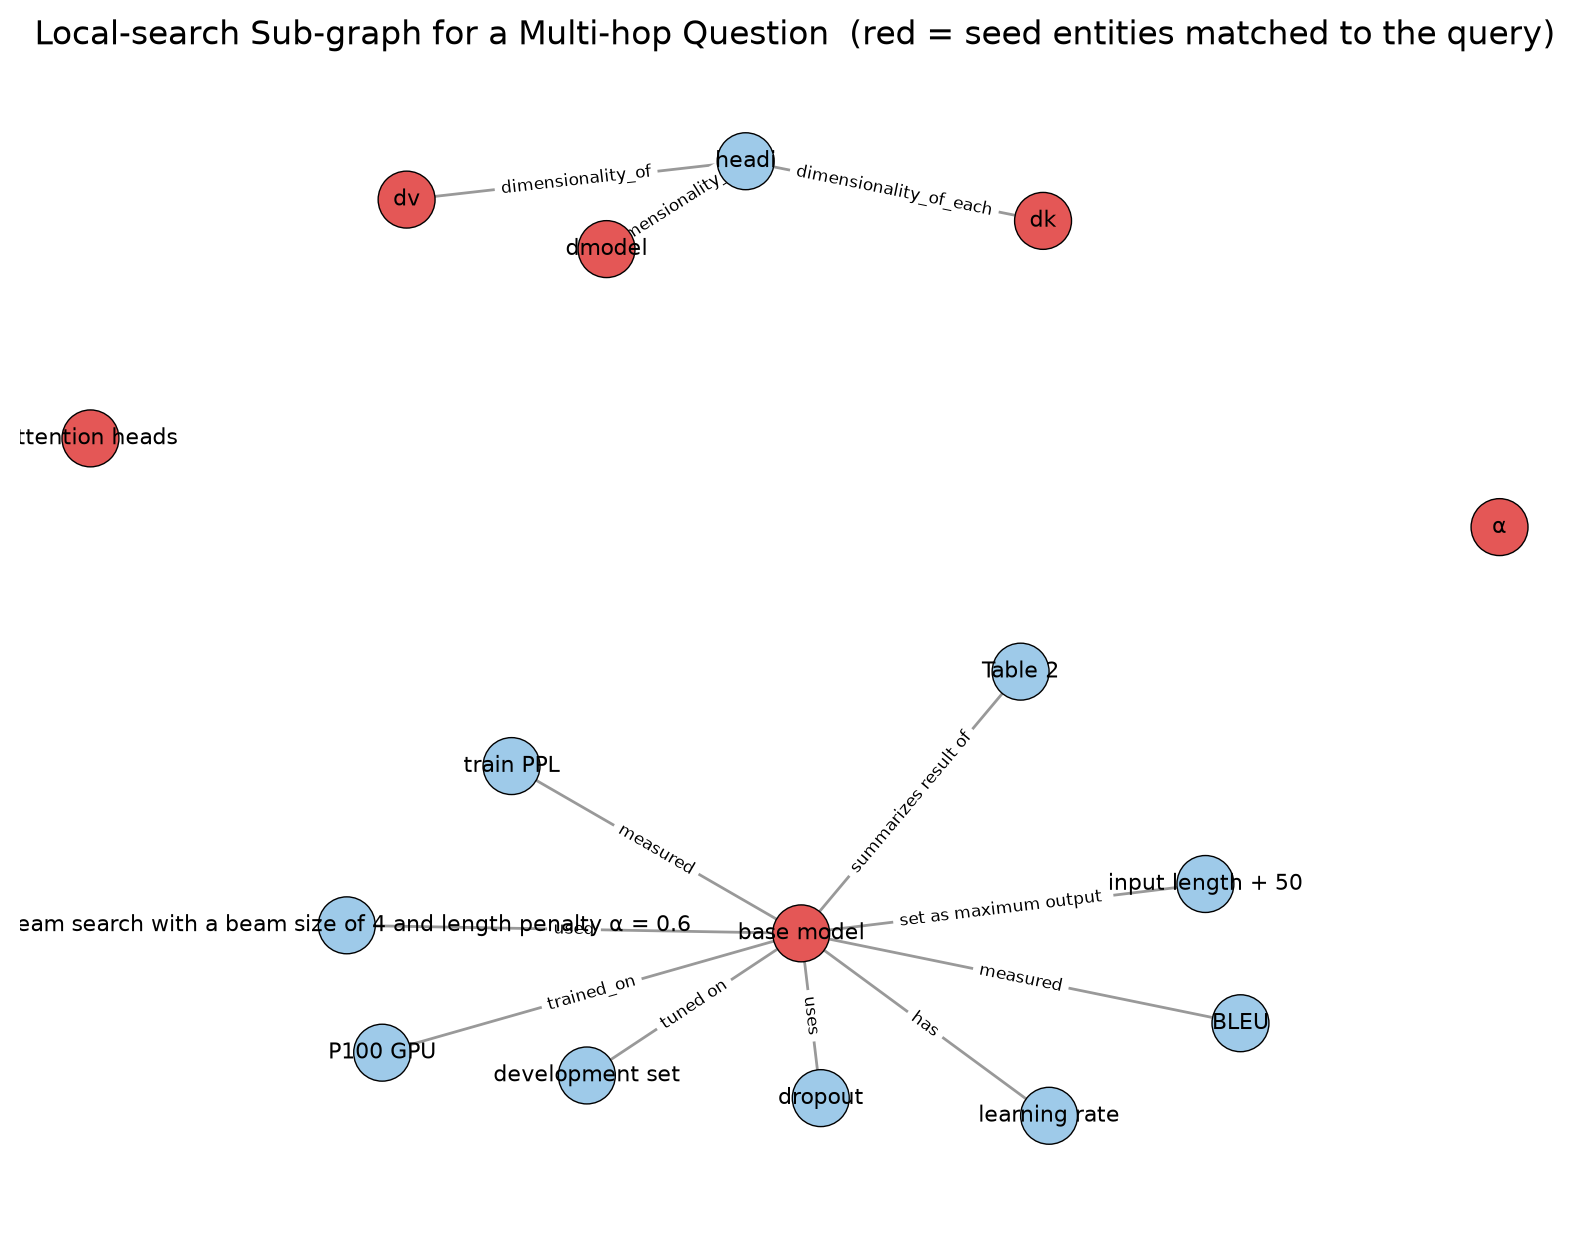 Local-search Sub-graph for a Multi-hop Question (red = seed entities matched to the query)
headi
dimensionality_of
dimensionality_of_each
dv
mensionality_
dk
dmodel
ttention heads
α
Table 2
summarizes result of
train PPL
measured
input length + 50
set as maximum output
eam search with a beam size of 4 and length penalty α = 0.6
used
base model
measured
trained_on
tuned on
uses
has
BLEU
P100 GPU
development set
dropout
learning rate